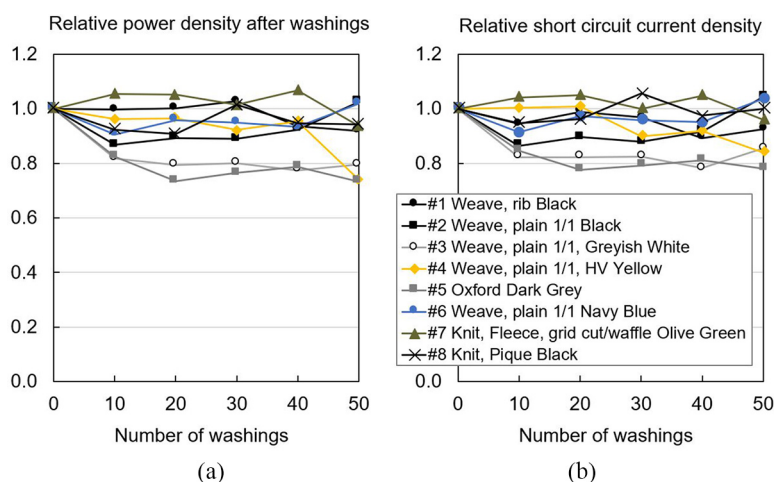 Relative power density after washings
1.2
1.0
0.8
0.6
0.4
0.2
0.0
0 10 20 30 40 50
Number of washings
(a)
Relative short circuit current density
1.2
1.0
0.8
0.6
0.4
0.2
0.0
#1 Weave, rib Black
#2 Weave, plain 1/1 Black
#3 Weave, plain 1/1, Greyish White
#4 Weave, plain 1/1, HV Yellow
#5 Oxford Dark Grey
#6 Weave, plain 1/1 Navy Blue
#7 Knit, Fleece, grid cut/waffle Olive Green
#8 Knit, Pique Black
0 10 20 30 40 50
Number of washings
(b)